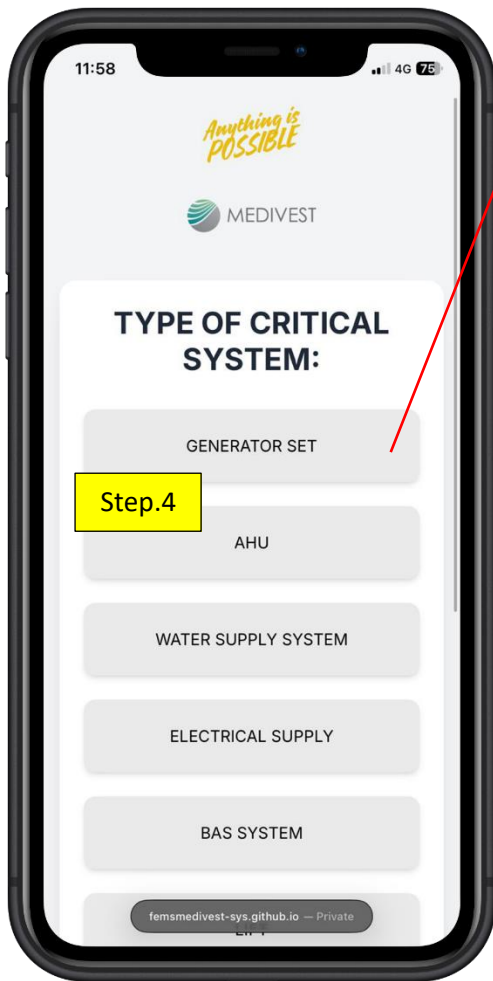 11:58
4G 75
Anything is
POSSIBLE
MEDIVEST
TYPE OF CRITICAL
SYSTEM:
GENERATOR SET
Step.4
AHU
WATER SUPPLY SYSTEM
ELECTRICAL SUPPLY
BAS SYSTEM
femsmedivest-sys.github.io — Private